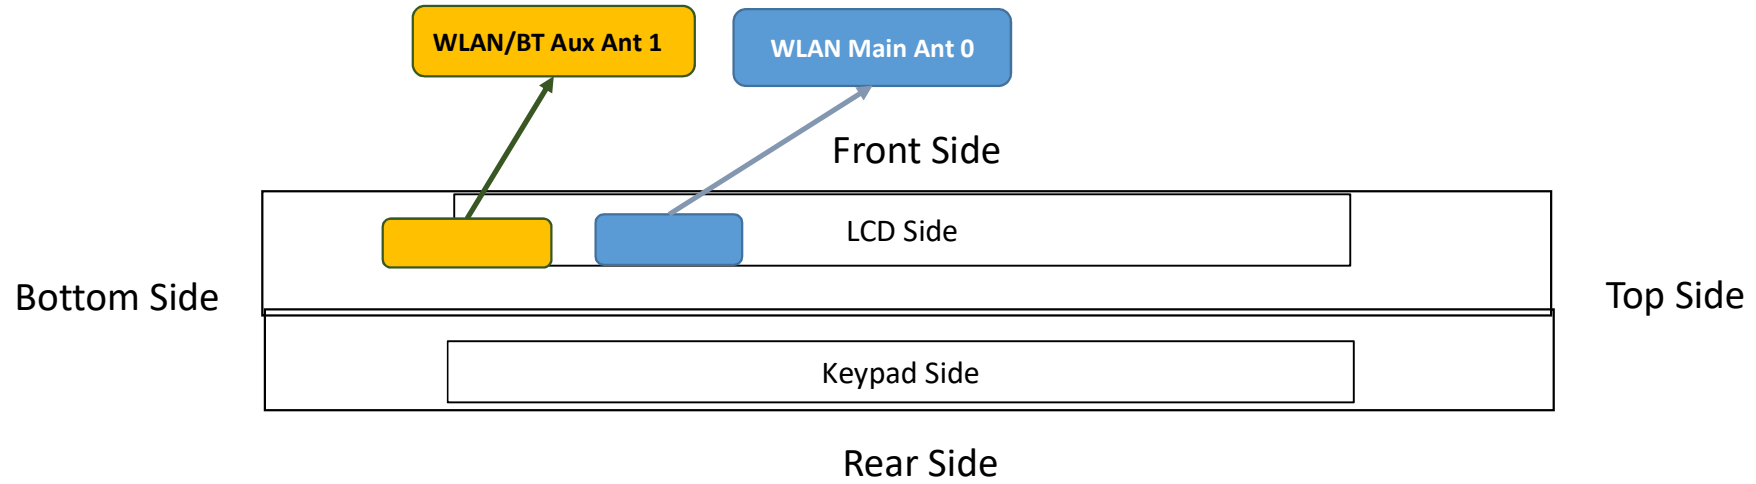 WLAN/BT Aux Ant 1
WLAN Main Ant 0
Front Side
LCD Side
Bottom Side
Top Side
Keypad Side
Rear Side